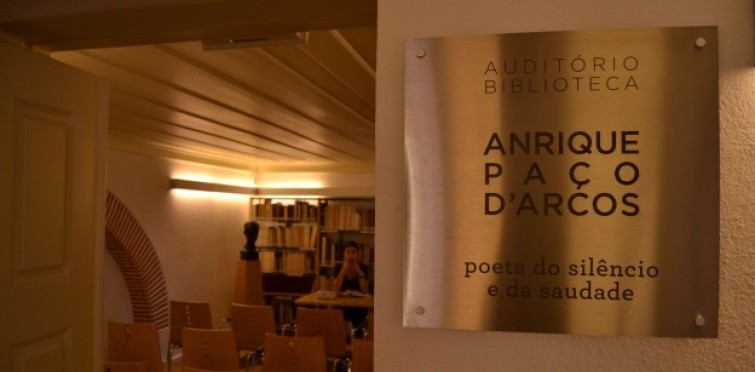 AUDITÓRIO
BIBLIOTECA
ANRIQUE
PAÇO
D'ARCOS
poeta do silêncio
e da saudade